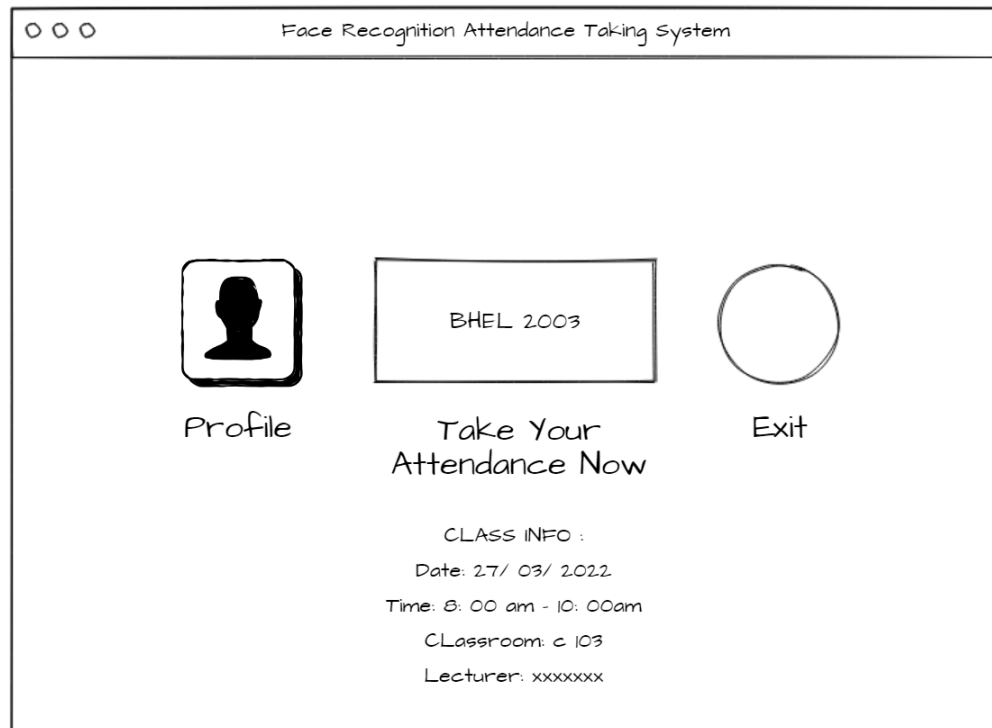 Face Recognition Attendance Taking System
BHEL 2003
Profile
Take Your
Attendance Now
Exit
CLASS INFO :
Date: 27/ 03/ 2022
Time: 8: 00 am - 10: 00am
CLassroom: c 103
Lecturer: xxxxxxx